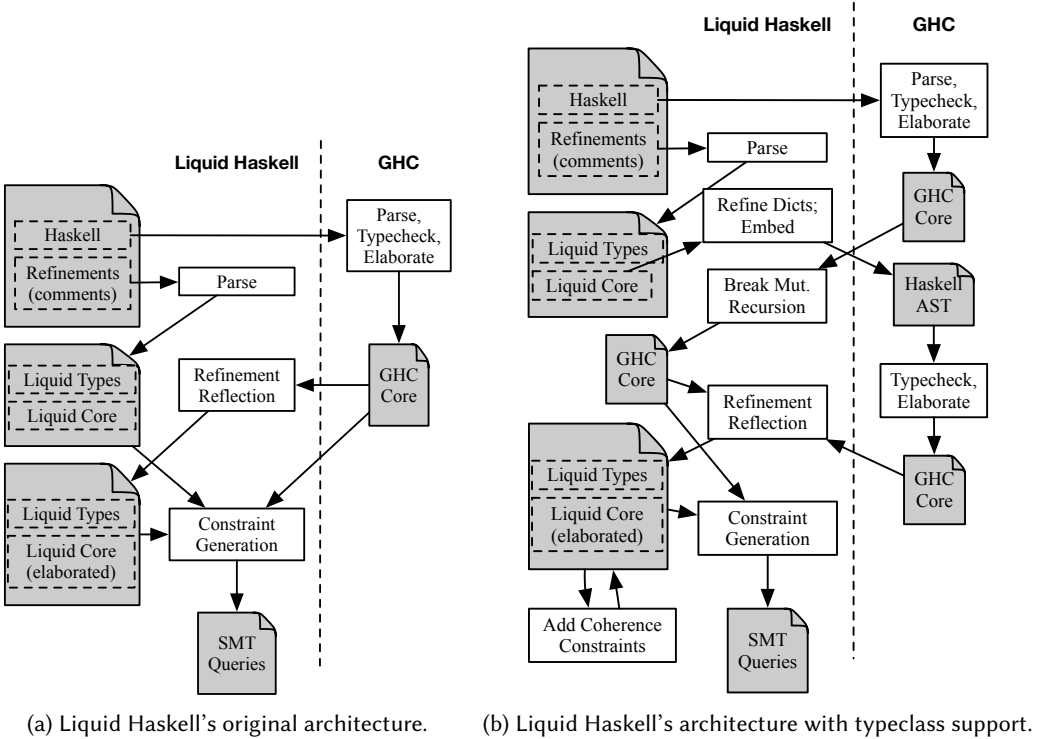 Liquid Haskell
GHC
Haskell
Refinements
(comments)
Parse
Parse,
Typecheck,
Elaborate
Liquid Types
Liquid Core
Refinement
Reflection
GHC
Core
Liquid Types
Liquid Core
(elaborated)
Constraint
Generation
SMT
Queries
(a) Liquid Haskell's original architecture.
Liquid Haskell
GHC
Haskell
Refinements
(comments)
Parse
Parse,
Typecheck,
Elaborate
GHC
Core
Liquid Types
Liquid Core
Refine Dicts;
Embed
Break Mut.
Recursion
Haskell
AST
GHC
Core
Typecheck,
Elaborate
Refinement
Reflection
GHC
Core
Liquid Types
Liquid Core
(elaborated)
Constraint
Generation
Add Coherence
Constraints
SMT
Queries
(b) Liquid Haskell's architecture with typeclass support.